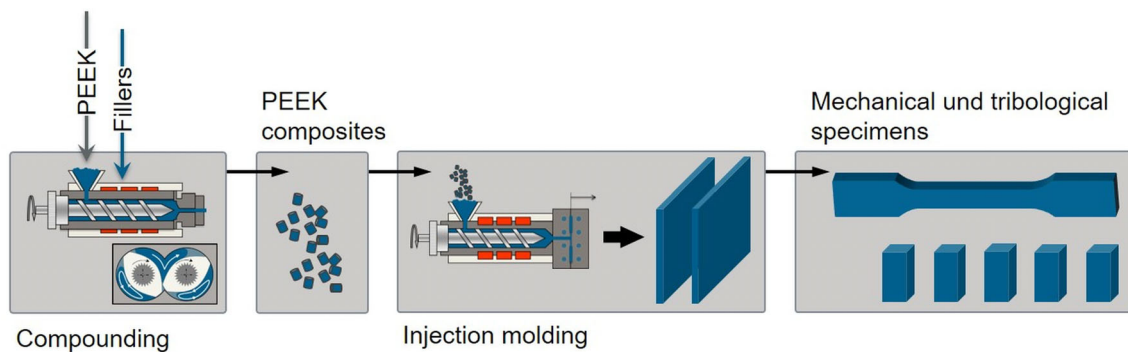 PEEK
Fillers
PEEK
composites
Mechanical und tribological
specimens
Compounding
Injection molding